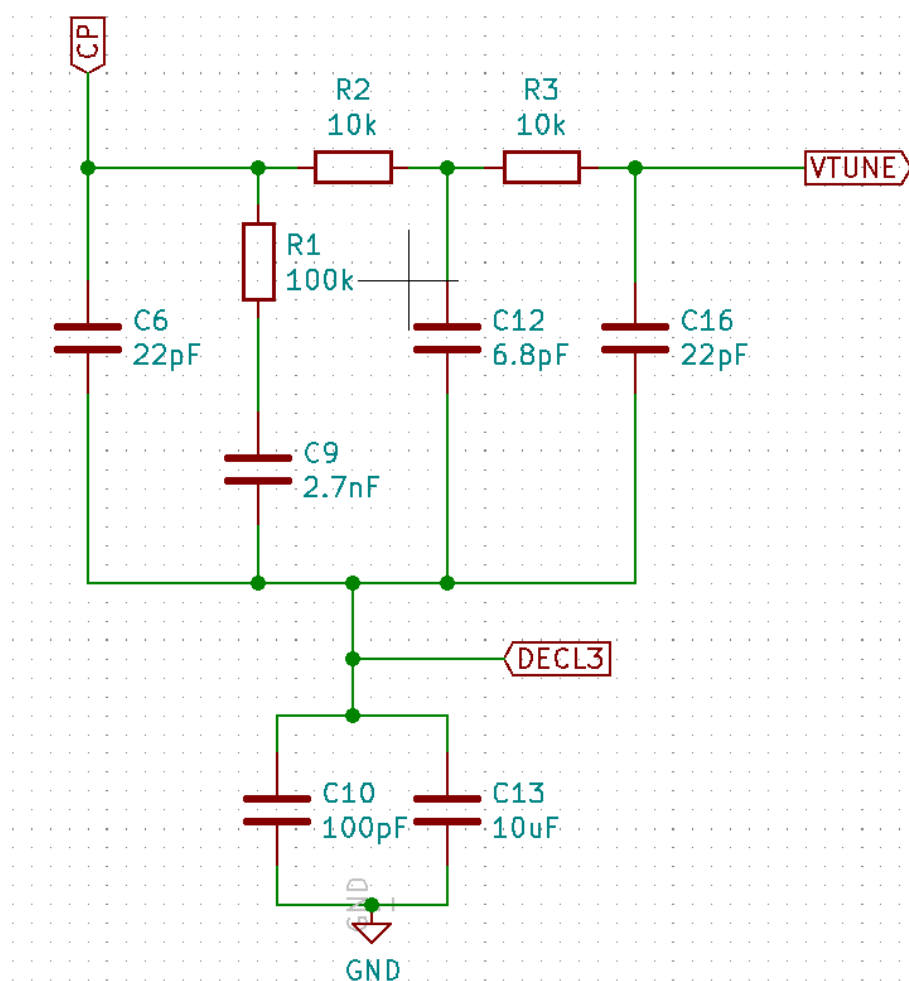 CP
R2
10k
R3
10k
VTUNE
R1
100k
C6
22pF
C12
6.8pF
C16
22pF
C9
2.7nF
DECL3
C10
100pF
C13
10uF
GND
GND